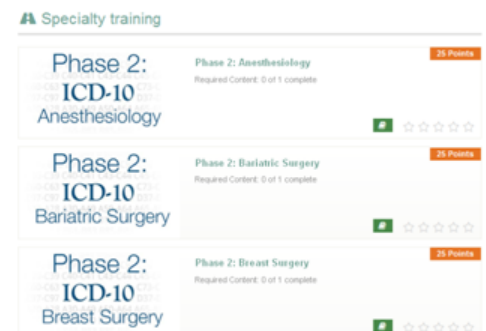 Specialty training
Phase 2:
ICD-10
Anesthesiology
Phase 2: Anesthesiology
Required Content: 0 of 1 complete
25 Points
Phase 2:
ICD-10
Bariatric Surgery
Phase 2: Bariatric Surgery
Required Content: 0 of 1 complete
25 Points
Phase 2:
ICD-10
Breast Surgery
Phase 2: Breast Surgery
Required Content: 0 of 1 complete
25 Points